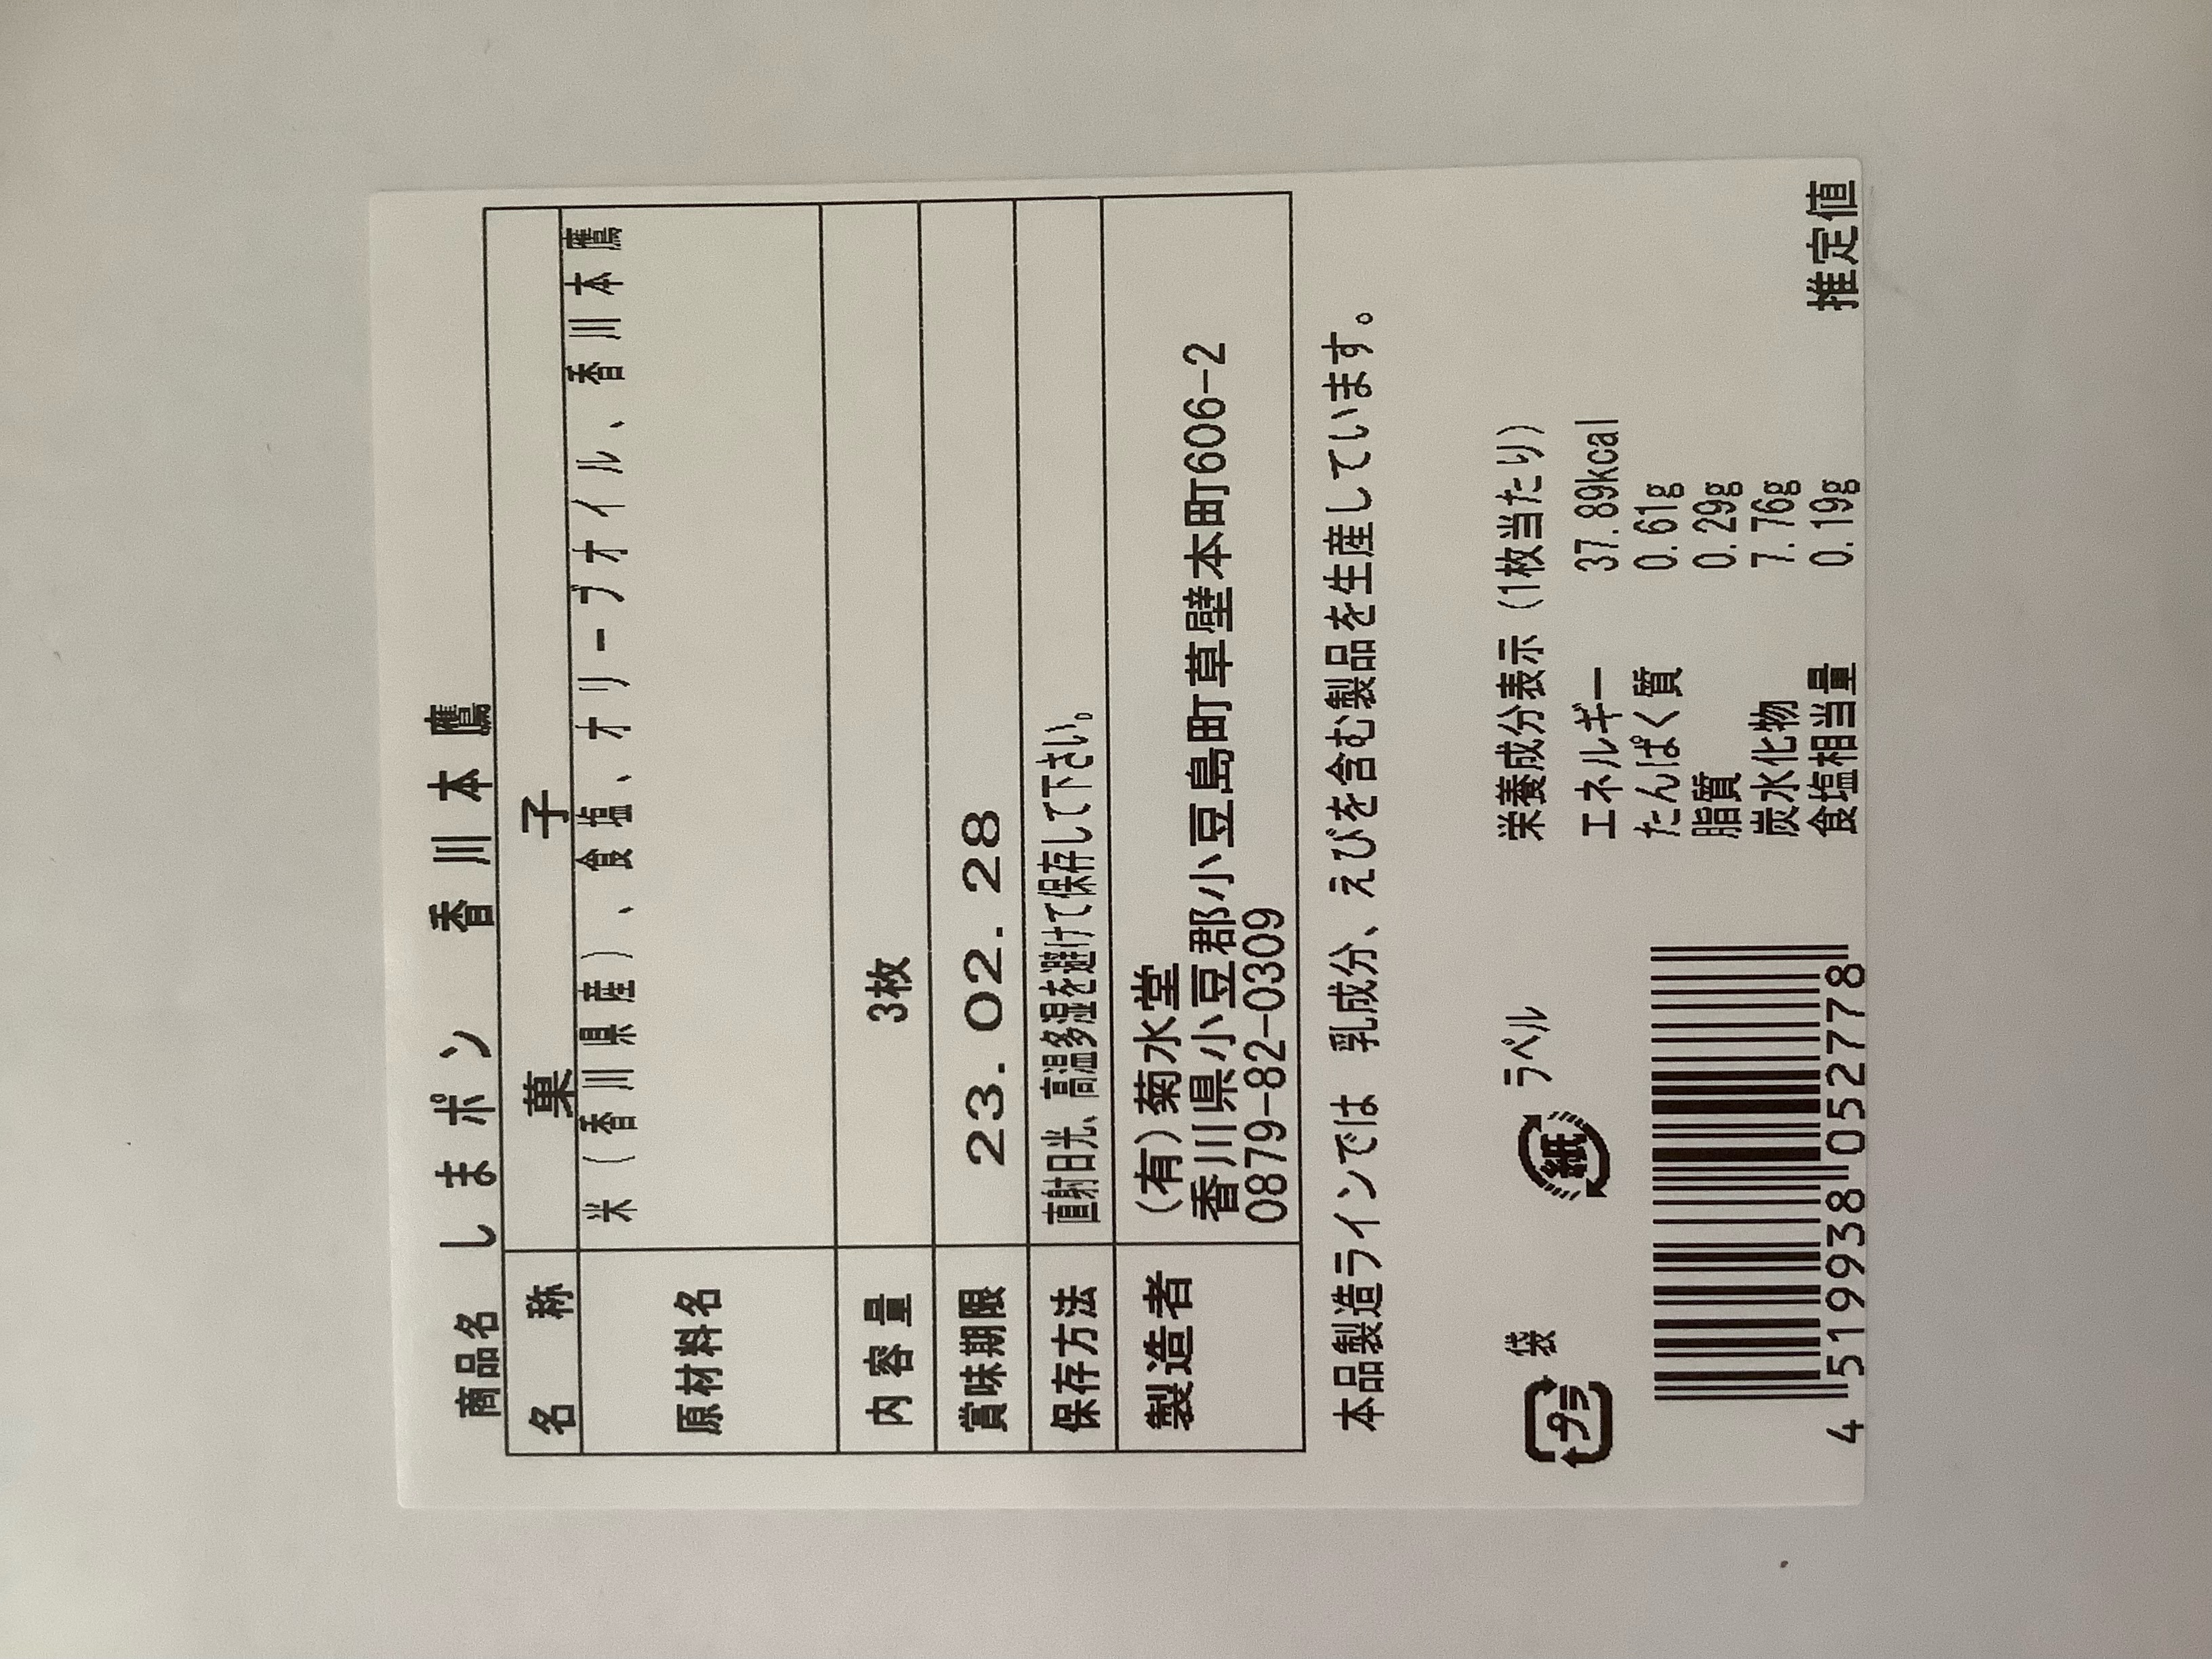 商品名 しまポン 香川本鷹
名称 菓子
原材料名 米(香川県産)、食塩、オリーブオイル、香川本鷹
内容量 3枚
賞味期限 23.02.28
保存方法 直射日光、高温多湿を避けて保存して下さい。
製造者 (有)菊水堂
香川県小豆郡小豆島町草壁本町606-2
0879-82-0309
本品製造ラインでは 乳成分、えびを含む製品を生産しています。
プラ 袋 紙 ラベル
栄養成分表示(1枚当たり)
エネルギー 37.89kcal
たんぱく質 0.61g
脂質 0.29g
炭水化物 7.76g
食塩相当量 0.19g
推定値
4 519938 052778